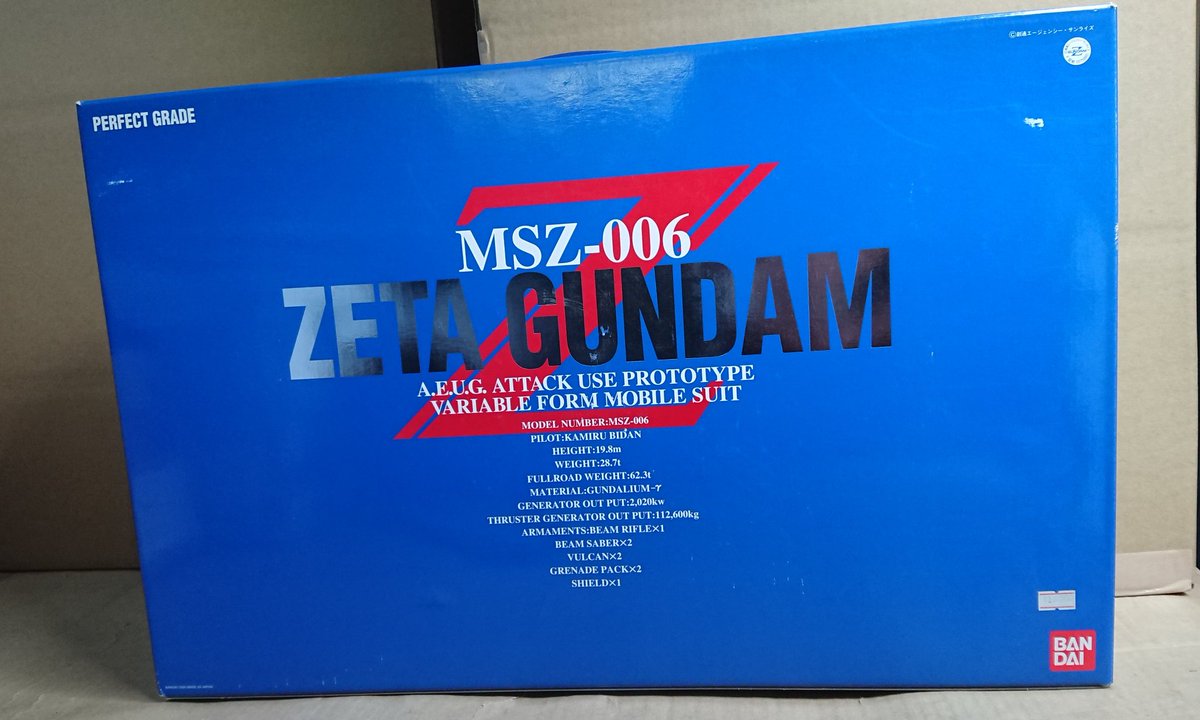 ©創通エージェンシー・サンライズ
PERFECT GRADE
MSZ-006
ZETA GUNDAM
A.E.U.G. ATTACK USE PROTOTYPE
VARIABLE FORM MOBILE SUIT
MODEL NUMBER:MSZ-006
PILOT:KAMIRU BIDAN
HEIGHT:19.8m
WEIGHT:28.7t
FULLROAD WEIGHT:62.3t
MATERIAL:GUNDALIUM-γ
GENERATOR OUT PUT:2,020kw
THRUSTER GENERATOR OUT PUT:112,600kg
ARMAMENTS:BEAM RIFLE×1
BEAM SABER×2
VULCAN×2
GRENADE PACK×2
SHIELD×1
BAN
DAI